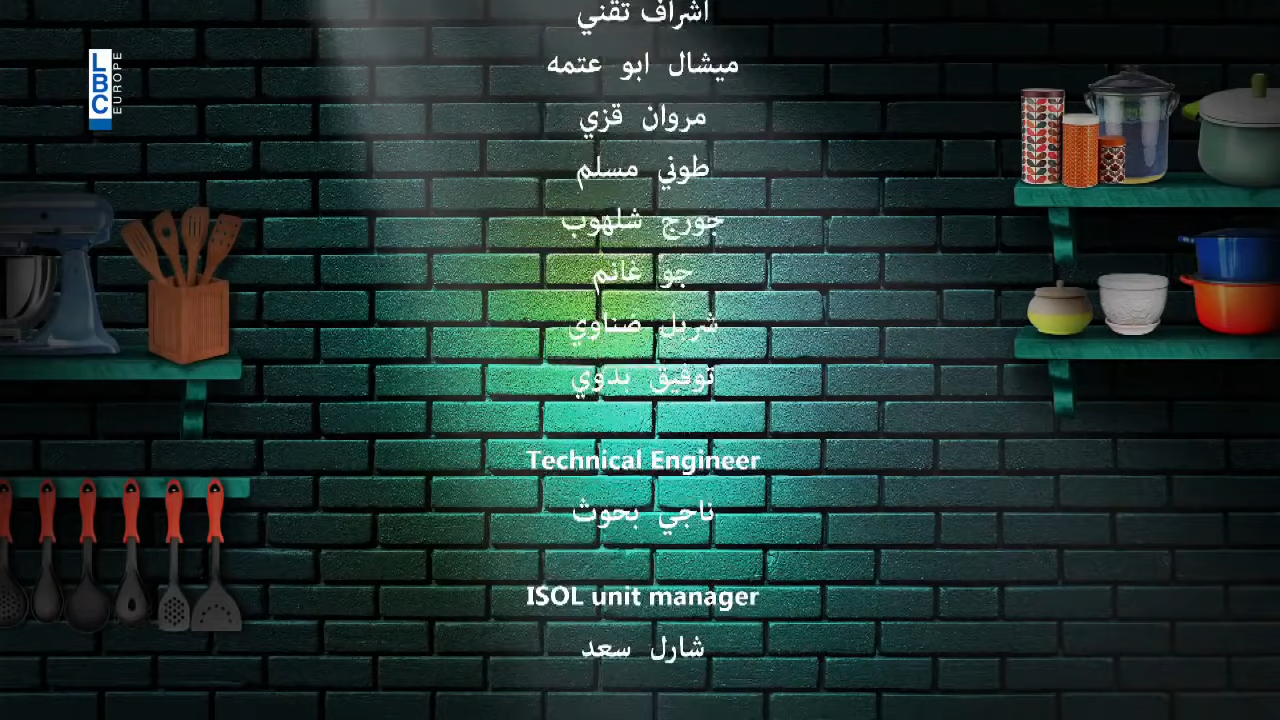 LBC
EUROPE
اشراف تقني
ميشال ابو عتمه
مروان قزي
طوني مسلم
جورج شلهوب
جو غانم
شربل ضناوي
توفيق بدوي
Technical Engineer
ناجي بحوث
ISOL unit manager
شارل سعد